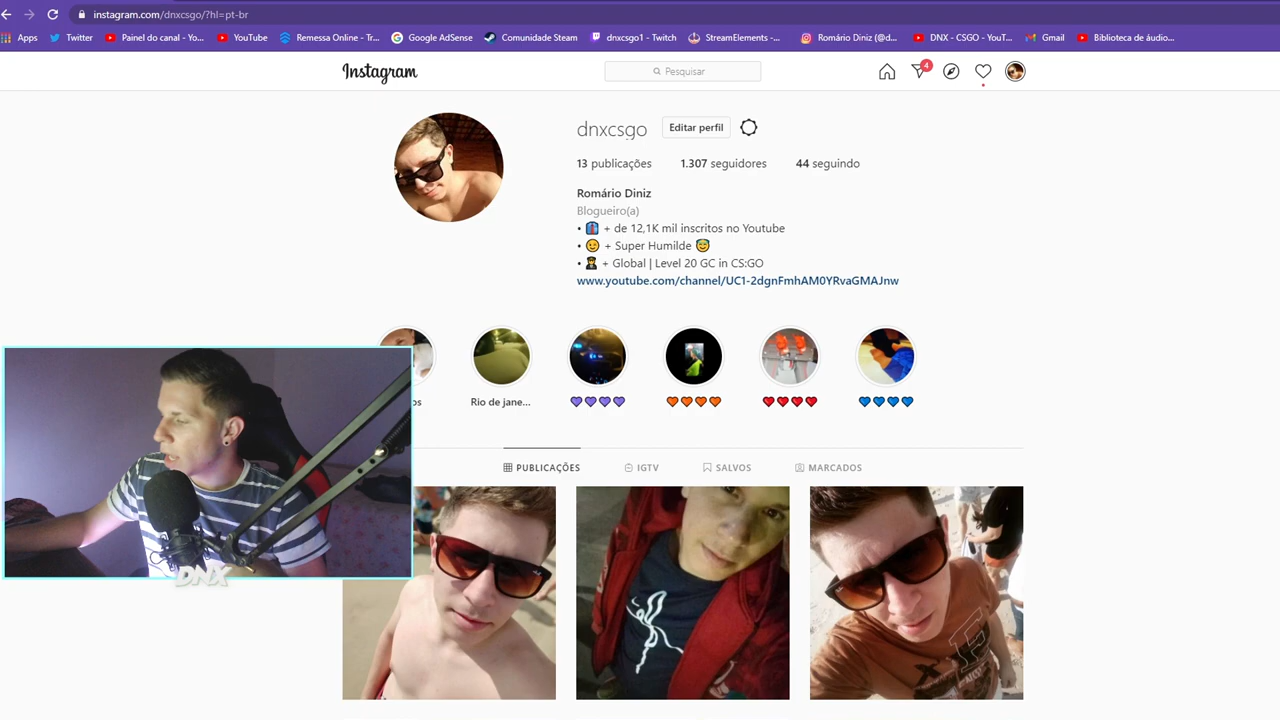 instagram.com/dnxcsgo/?hl=pt-br
Apps Twitter Painel do canal - Yo... YouTube Remessa Online - Tr... Google AdSense Comunidade Steam dnxcsgo1 - Twitch StreamElements -... Romário Diniz (@d... DNX - CSGO - YouT... Gmail Biblioteca de áudio...
Instagram
Pesquisar
4
dnxcsgo Editar perfil
13 publicações 1.307 seguidores 44 seguindo
Romário Diniz
Blogueiro(a)
• + de 12,1K mil inscritos no Youtube
• + Super Humilde
• + Global | Level 20 GC in CS:GO
www.youtube.com/channel/UC1-2dgnFmhAM0YRvaGMAJnw
Rio de jane...
PUBLICAÇÕES IGTV SALVOS MARCADOS
DNX